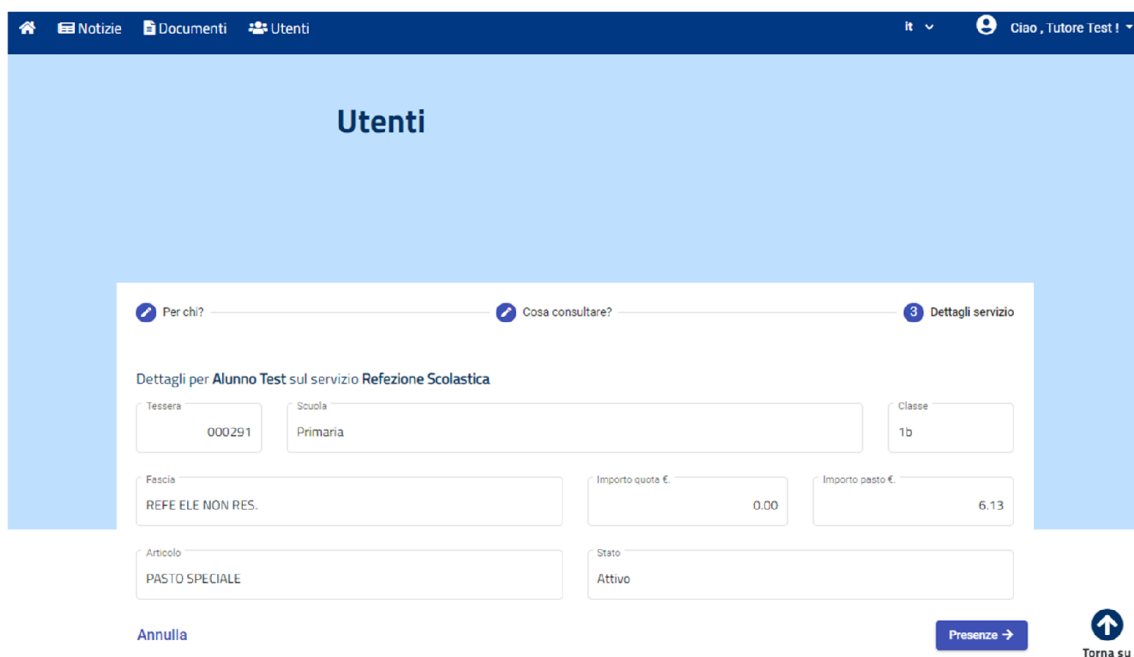 Notizie Documenti Utenti it Ciao , Tutore Test !
Utenti
Per chi? Cosa consultare? 3 Dettagli servizio
Dettagli per Alunno Test sul servizio Refezione Scolastica
Tessera Scuola Classe
000291 Primaria 1b
Fascia Importo quota €. Importo pasto €.
REFE ELE NON RES. 0.00 6.13
Articolo Stato
PASTO SPECIALE Attivo
Annulla Presenze →
Torna su